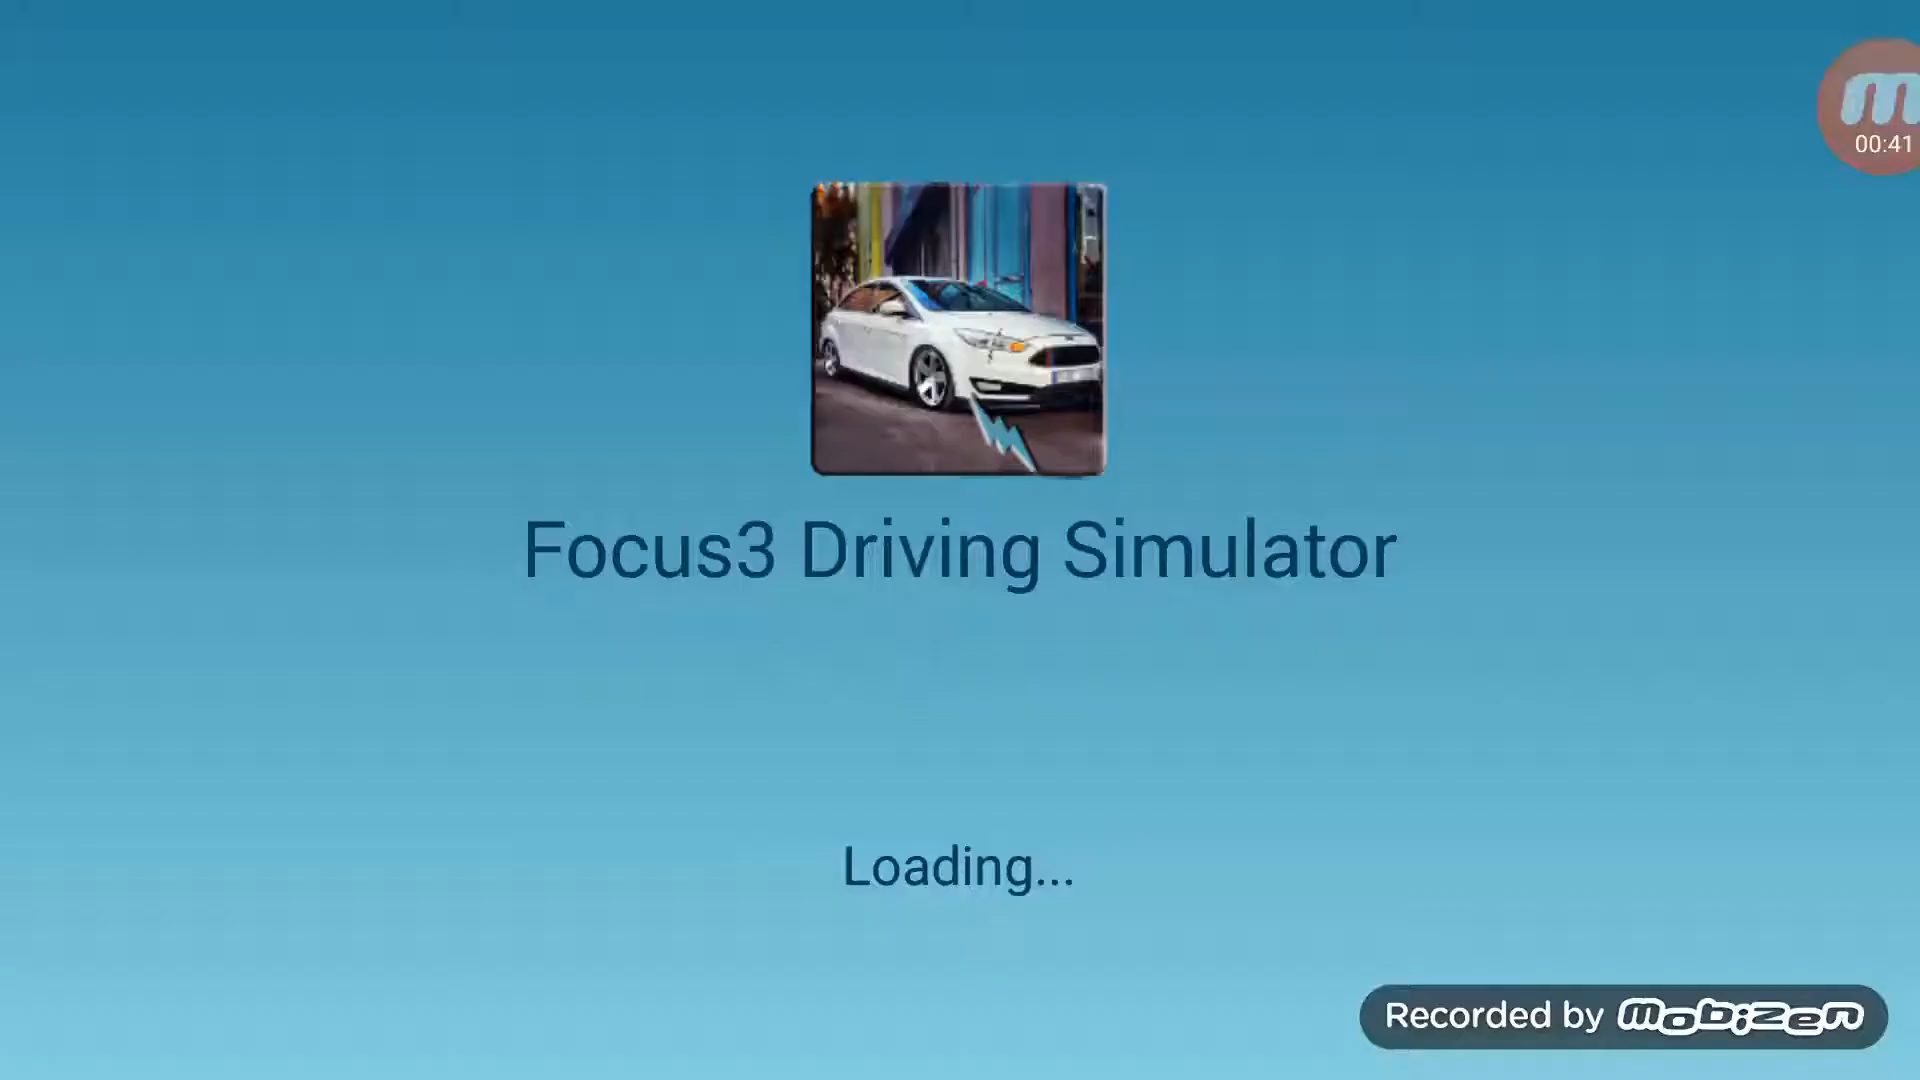 m
00:41
Focus3 Driving Simulator
Loading...
Recorded by mobizen